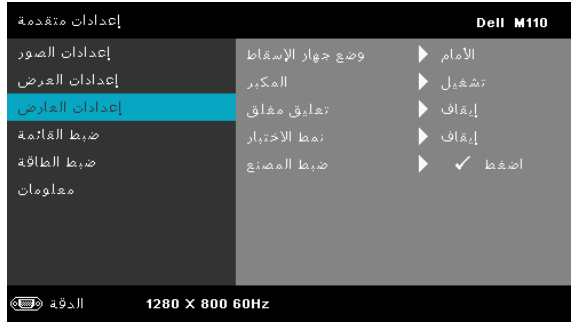 إعدادات متقدمة Dell M110
إعدادات الصور
إعدادات العرض
إعدادات العارض
ضبط القائمة
ضبط الطاقة
معلومات
وضع جهار الإسقاط الأمام
المكبر تشغيل
تعليق مغلق إيقاف
نمط الاختبار إيقاف
ضبط المصنع ✓ اضغط
الدقة 1280 X 800 60Hz